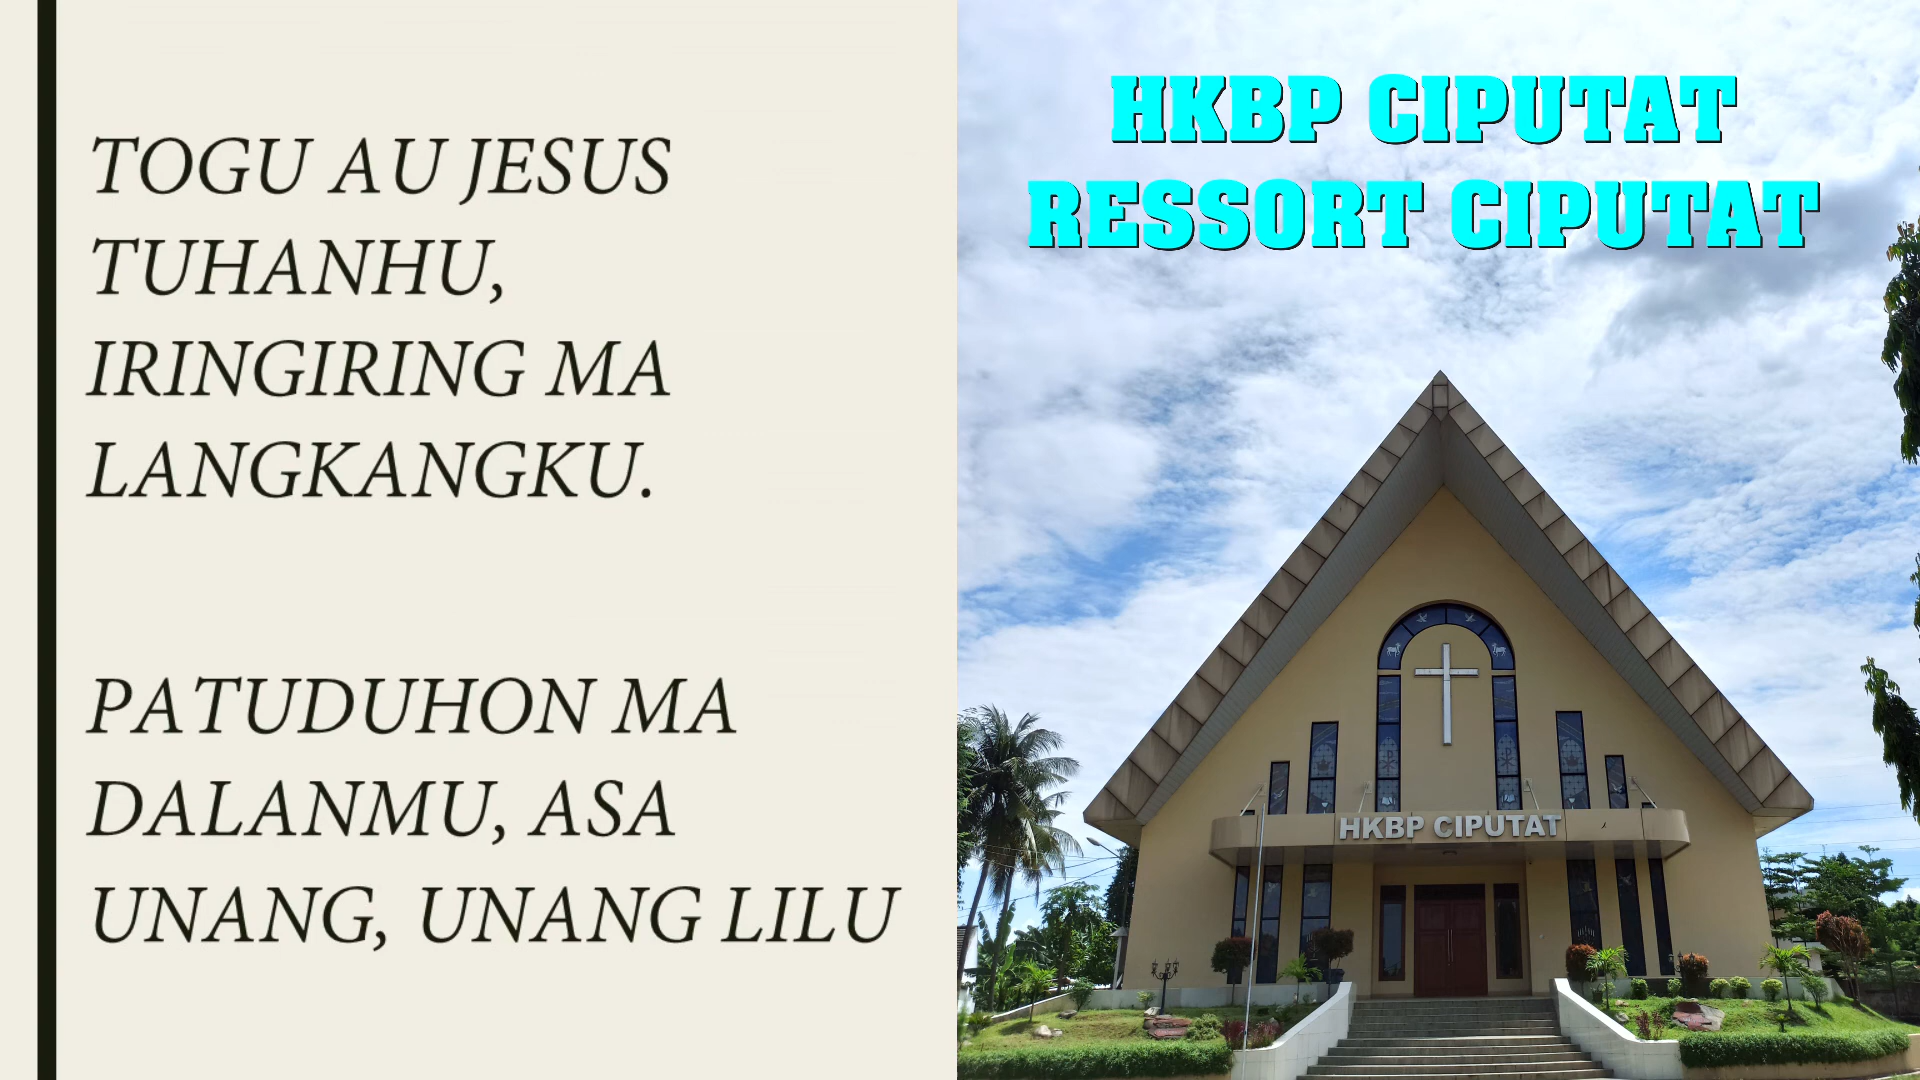 TOGU AU JESUS
TUHANHU,
IRINGIRING MA
LANGKANGKU.
PATUDUHON MA
DALANMU, ASA
UNANG, UNANG LILU
HKBP CIPUTAT
RESSORT CIPUTAT
HKBP CIPUTAT